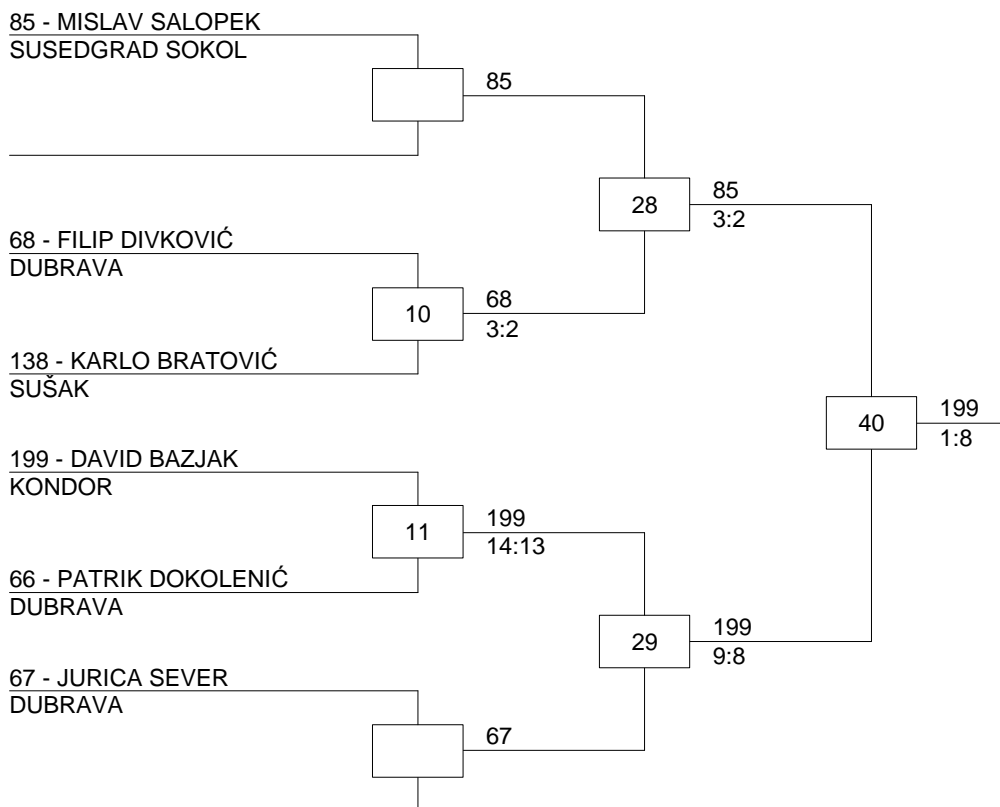 85 - MISLAV SALOPEK
SUSEDGRAD SOKOL
85
28
85
3:2
68 - FILIP DIVKOVIĆ
DUBRAVA
10
68
3:2
138 - KARLO BRATOVIĆ
SUŠAK
40
199
1:8
199 - DAVID BAZJAK
KONDOR
11
199
14:13
66 - PATRIK DOKOLENIĆ
DUBRAVA
29
199
9:8
67 - JURICA SEVER
DUBRAVA
67